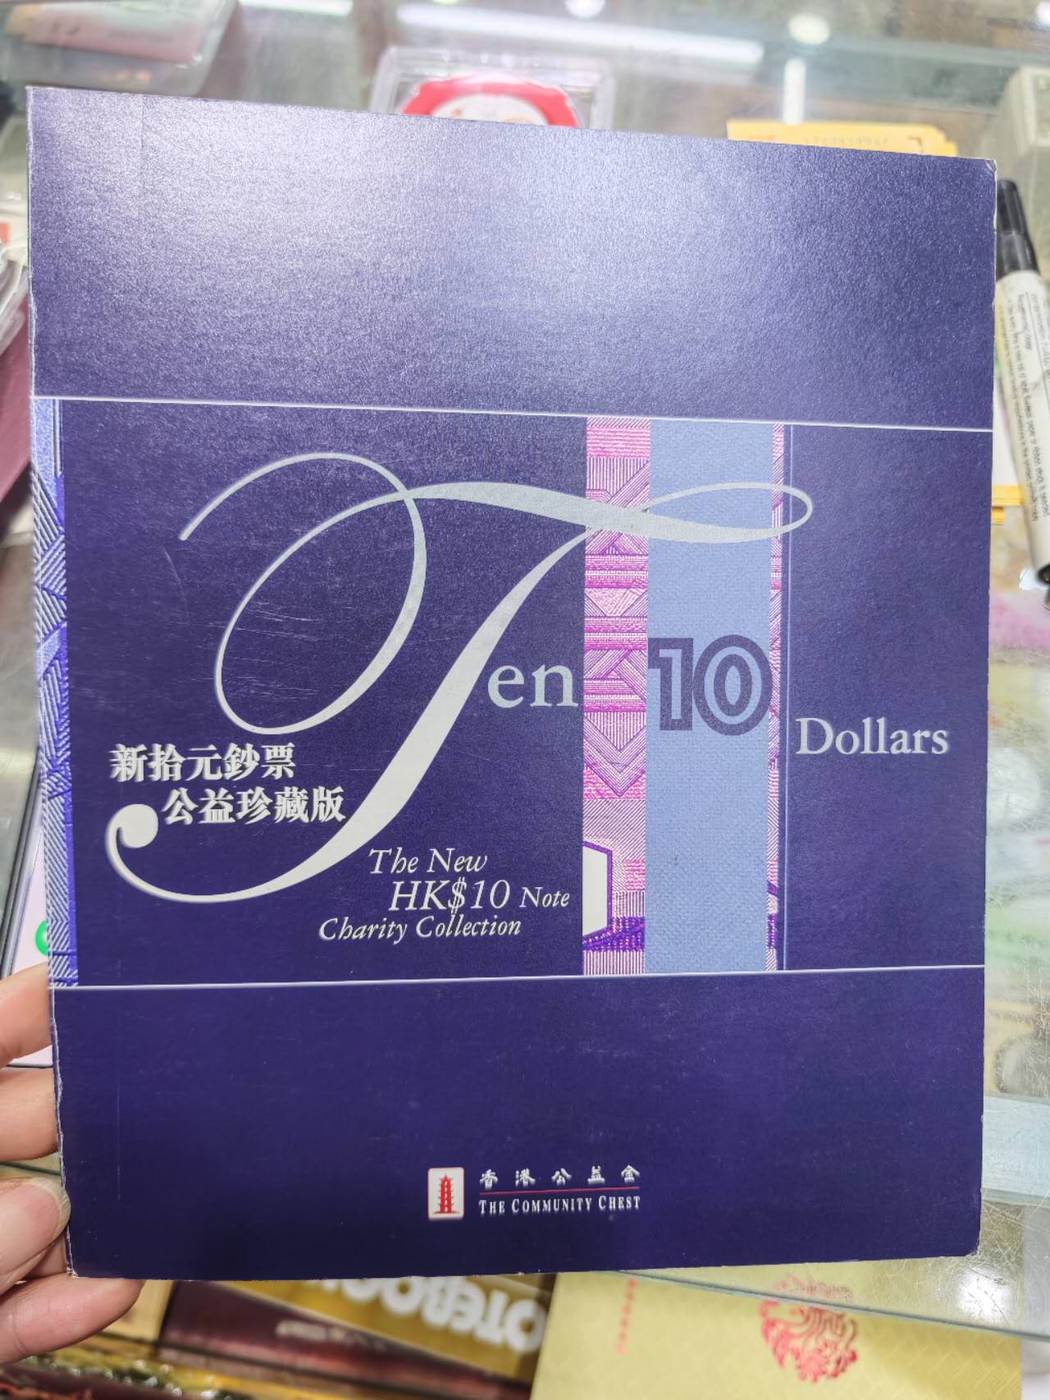 Ten 10 Dollars
新拾元鈔票
公益珍藏版
The New
HK$10 Note
Charity Collection
香港公益金
THE COMMUNITY CHEST